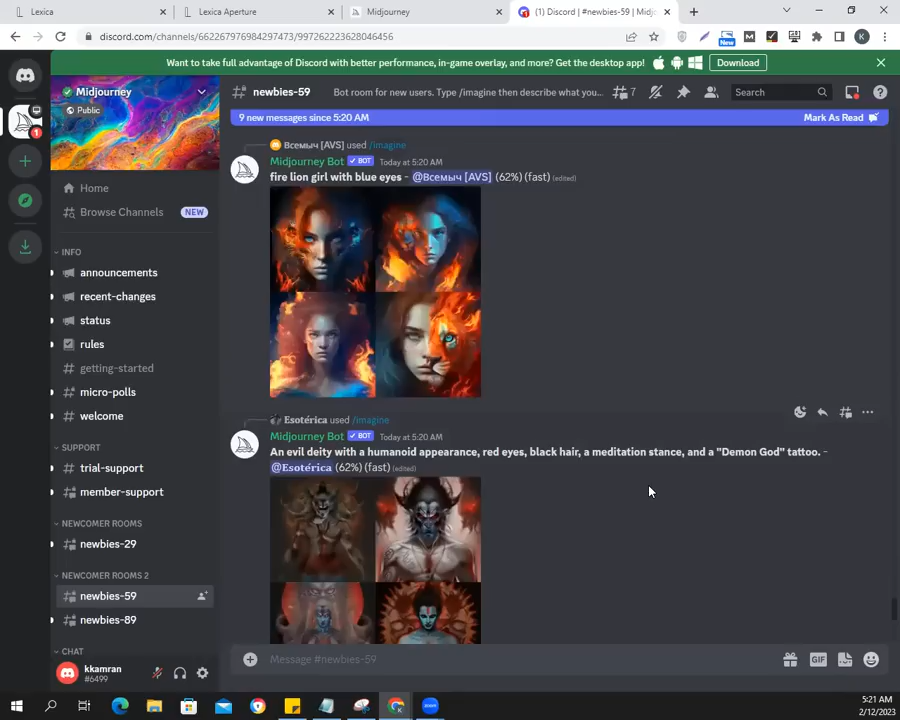 Lexica
Lexica Aperture
Midjourney
(1) Discord | #newbies-59 | Midjo
discord.com/channels/662267976984297473/997262223628046456
New
M
K
Want to take full advantage of Discord with better performance, in-game overlay, and more? Get the desktop app!
Download
Midjourney
Public
newbies-59
Bot room for new users. Type /imagine then describe what you...
7
Search
9 new messages since 5:20 AM
Mark As Read
1
Home
Browse Channels
NEW
INFO
announcements
recent-changes
status
rules
getting-started
micro-polls
welcome
SUPPORT
trial-support
member-support
NEWCOMER ROOMS
newbies-29
NEWCOMER ROOMS 2
newbies-59
newbies-89
CHAT
kkamran
#6499
Всемыч [AVS] used /imagine
Midjourney Bot ✓ BOT Today at 5:20 AM
fire lion girl with blue eyes - @Всемыч [AVS] (62%) (fast) (edited)
Esotérica used /imagine
Midjourney Bot ✓ BOT Today at 5:20 AM
An evil deity with a humanoid appearance, red eyes, black hair, a meditation stance, and a "Demon God" tattoo. -
@Esotérica (62%) (fast) (edited)
Message #newbies-59
GIF
zoom
5:21 AM
2/12/2023